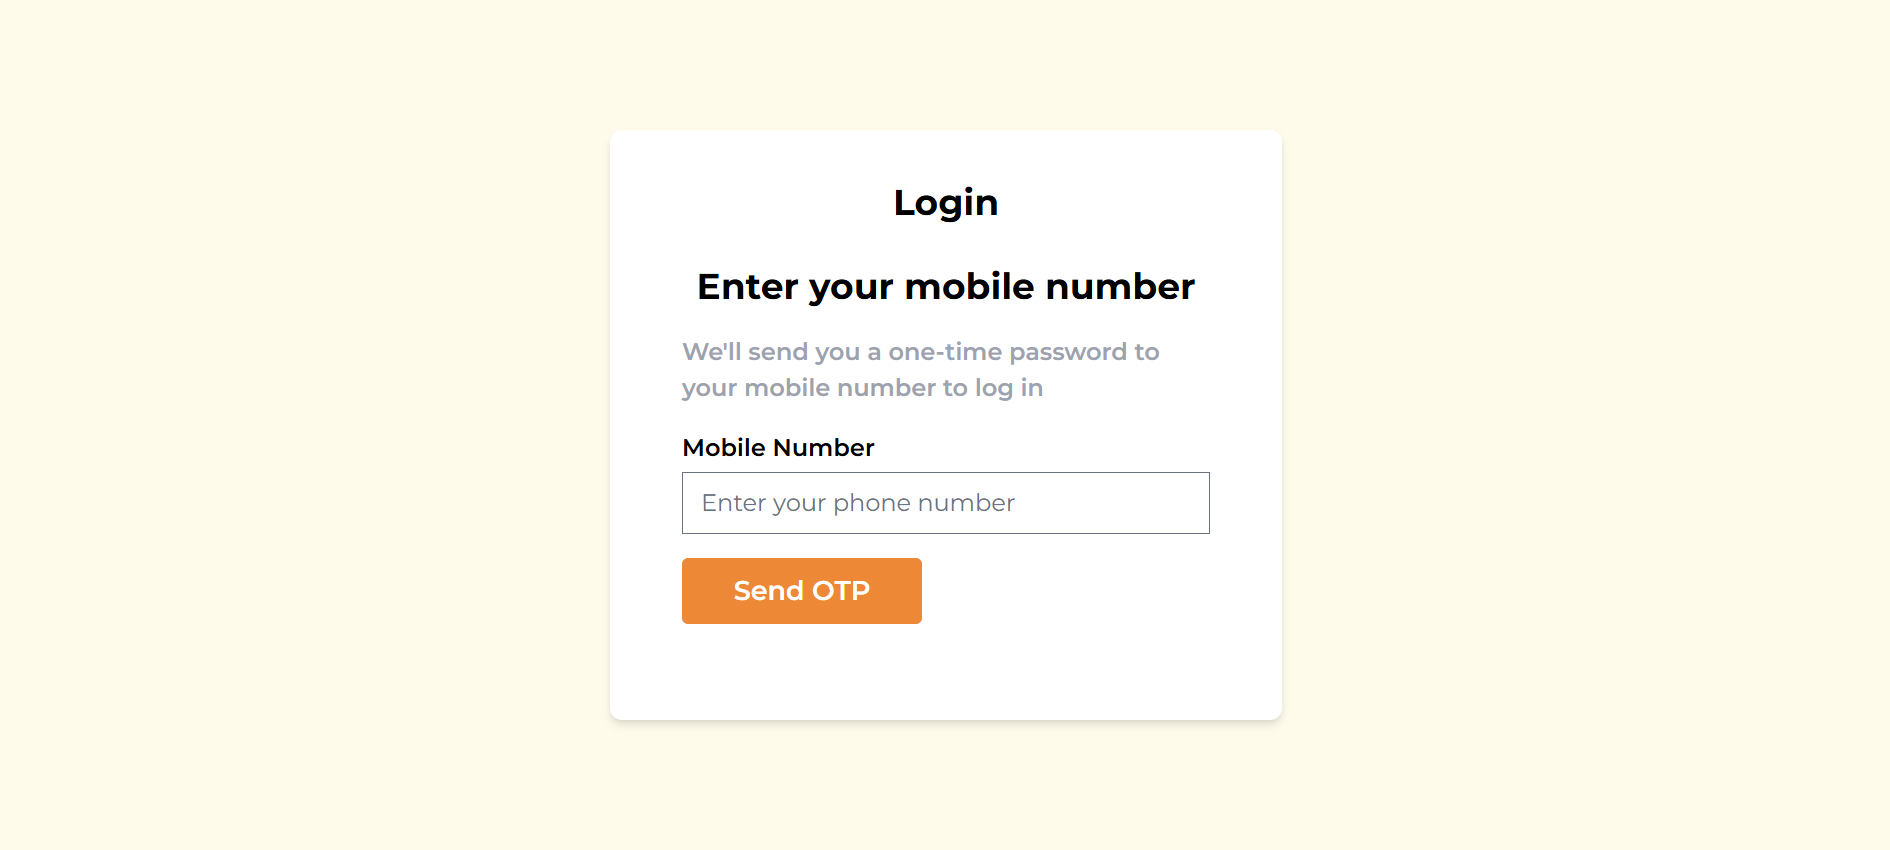 Login
Enter your mobile number
We'll send you a one-time password to
your mobile number to log in
Mobile Number
Enter your phone number
Send OTP